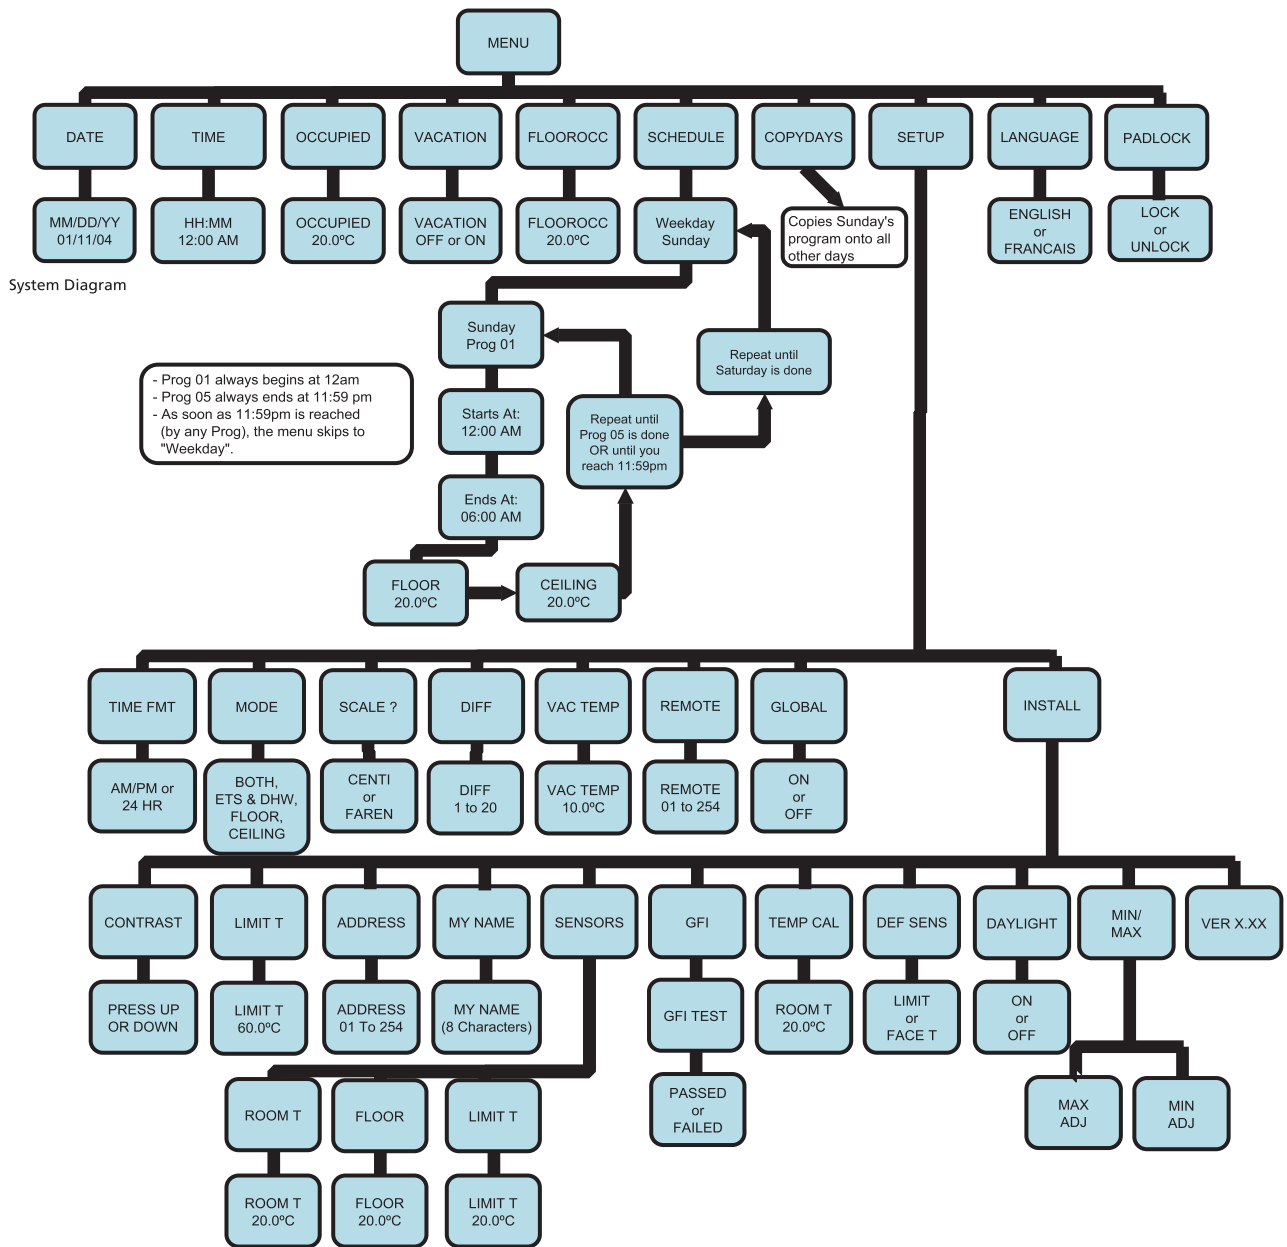 MENU
DATE
TIME
OCCUPIED
VACATION
FLOOROCC
SCHEDULE
COPYDAYS
SETUP
LANGUAGE
PADLOCK
MM/DD/YY
01/11/04
HH:MM
12:00 AM
OCCUPIED
20.0ºC
VACATION
OFF or ON
FLOOROCC
20.0ºC
Weekday
Sunday
Copies Sunday's
program onto all
other days
ENGLISH
or
FRANCAIS
LOCK
or
UNLOCK
System Diagram
Sunday
Prog 01
Repeat until
Saturday is done
- Prog 01 always begins at 12am
- Prog 05 always ends at 11:59 pm
- As soon as 11:59pm is reached
(by any Prog), the menu skips to
"Weekday".
Starts At:
12:00 AM
Repeat until
Prog 05 is done
OR until you
reach 11:59pm
Ends At:
06:00 AM
FLOOR
20.0ºC
CEILING
20.0ºC
TIME FMT
MODE
SCALE ?
DIFF
VAC TEMP
REMOTE
GLOBAL
INSTALL
AM/PM or
24 HR
BOTH,
ETS & DHW,
FLOOR,
CEILING
CENTI
or
FAREN
DIFF
1 to 20
VAC TEMP
10.0ºC
REMOTE
01 to 254
ON
or
OFF
CONTRAST
LIMIT T
ADDRESS
MY NAME
SENSORS
GFI
TEMP CAL
DEF SENS
DAYLIGHT
MIN/
MAX
VER X.XX
PRESS UP
OR DOWN
LIMIT T
60.0ºC
ADDRESS
01 To 254
MY NAME
(8 Characters)
GFI TEST
ROOM T
20.0ºC
LIMIT
or
FACE T
ON
or
OFF
ROOM T
FLOOR
LIMIT T
PASSED
or
FAILED
MAX
ADJ
MIN
ADJ
ROOM T
20.0ºC
FLOOR
20.0ºC
LIMIT T
20.0ºC